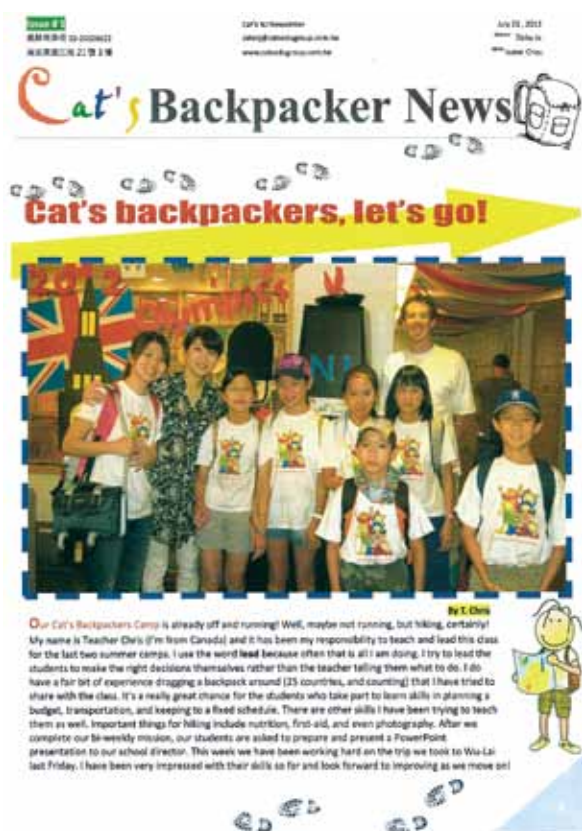 Issue # 1
Cat's NJ Newsletter
July 25, 2012
www.catsedugroup.com.tw
Cat's Backpacker News
Cat's backpackers, let's go!
2012
By T. Chris
Our Cat's Backpackers Camp is already off and running! Well, maybe not running, but hiking, certainly!
My name is Teacher Chris (I'm from Canada) and it has been my responsibility to teach and lead this class
for the last two summer camps. I use the word lead because often that is all I am doing. I try to lead the
students to make the right decisions themselves rather than the teacher telling them what to do. I do
have a fair bit of experience dragging a backpack around (25 countries, and counting) that I have tried to
share with the class. It's a really great chance for the students who take part to learn skills in planning a
budget, transportation, and keeping to a fixed schedule. There are other skills I have been trying to teach
them as well. Important things for hiking include nutrition, first-aid, and even photography. After we
complete our bi-weekly mission, our students are asked to prepare and present a PowerPoint
presentation to our school director. This week we have been working hard on the trip we took to Wu-Lai
last Friday. I have been very impressed with their skills so far and look forward to improving as we move on!